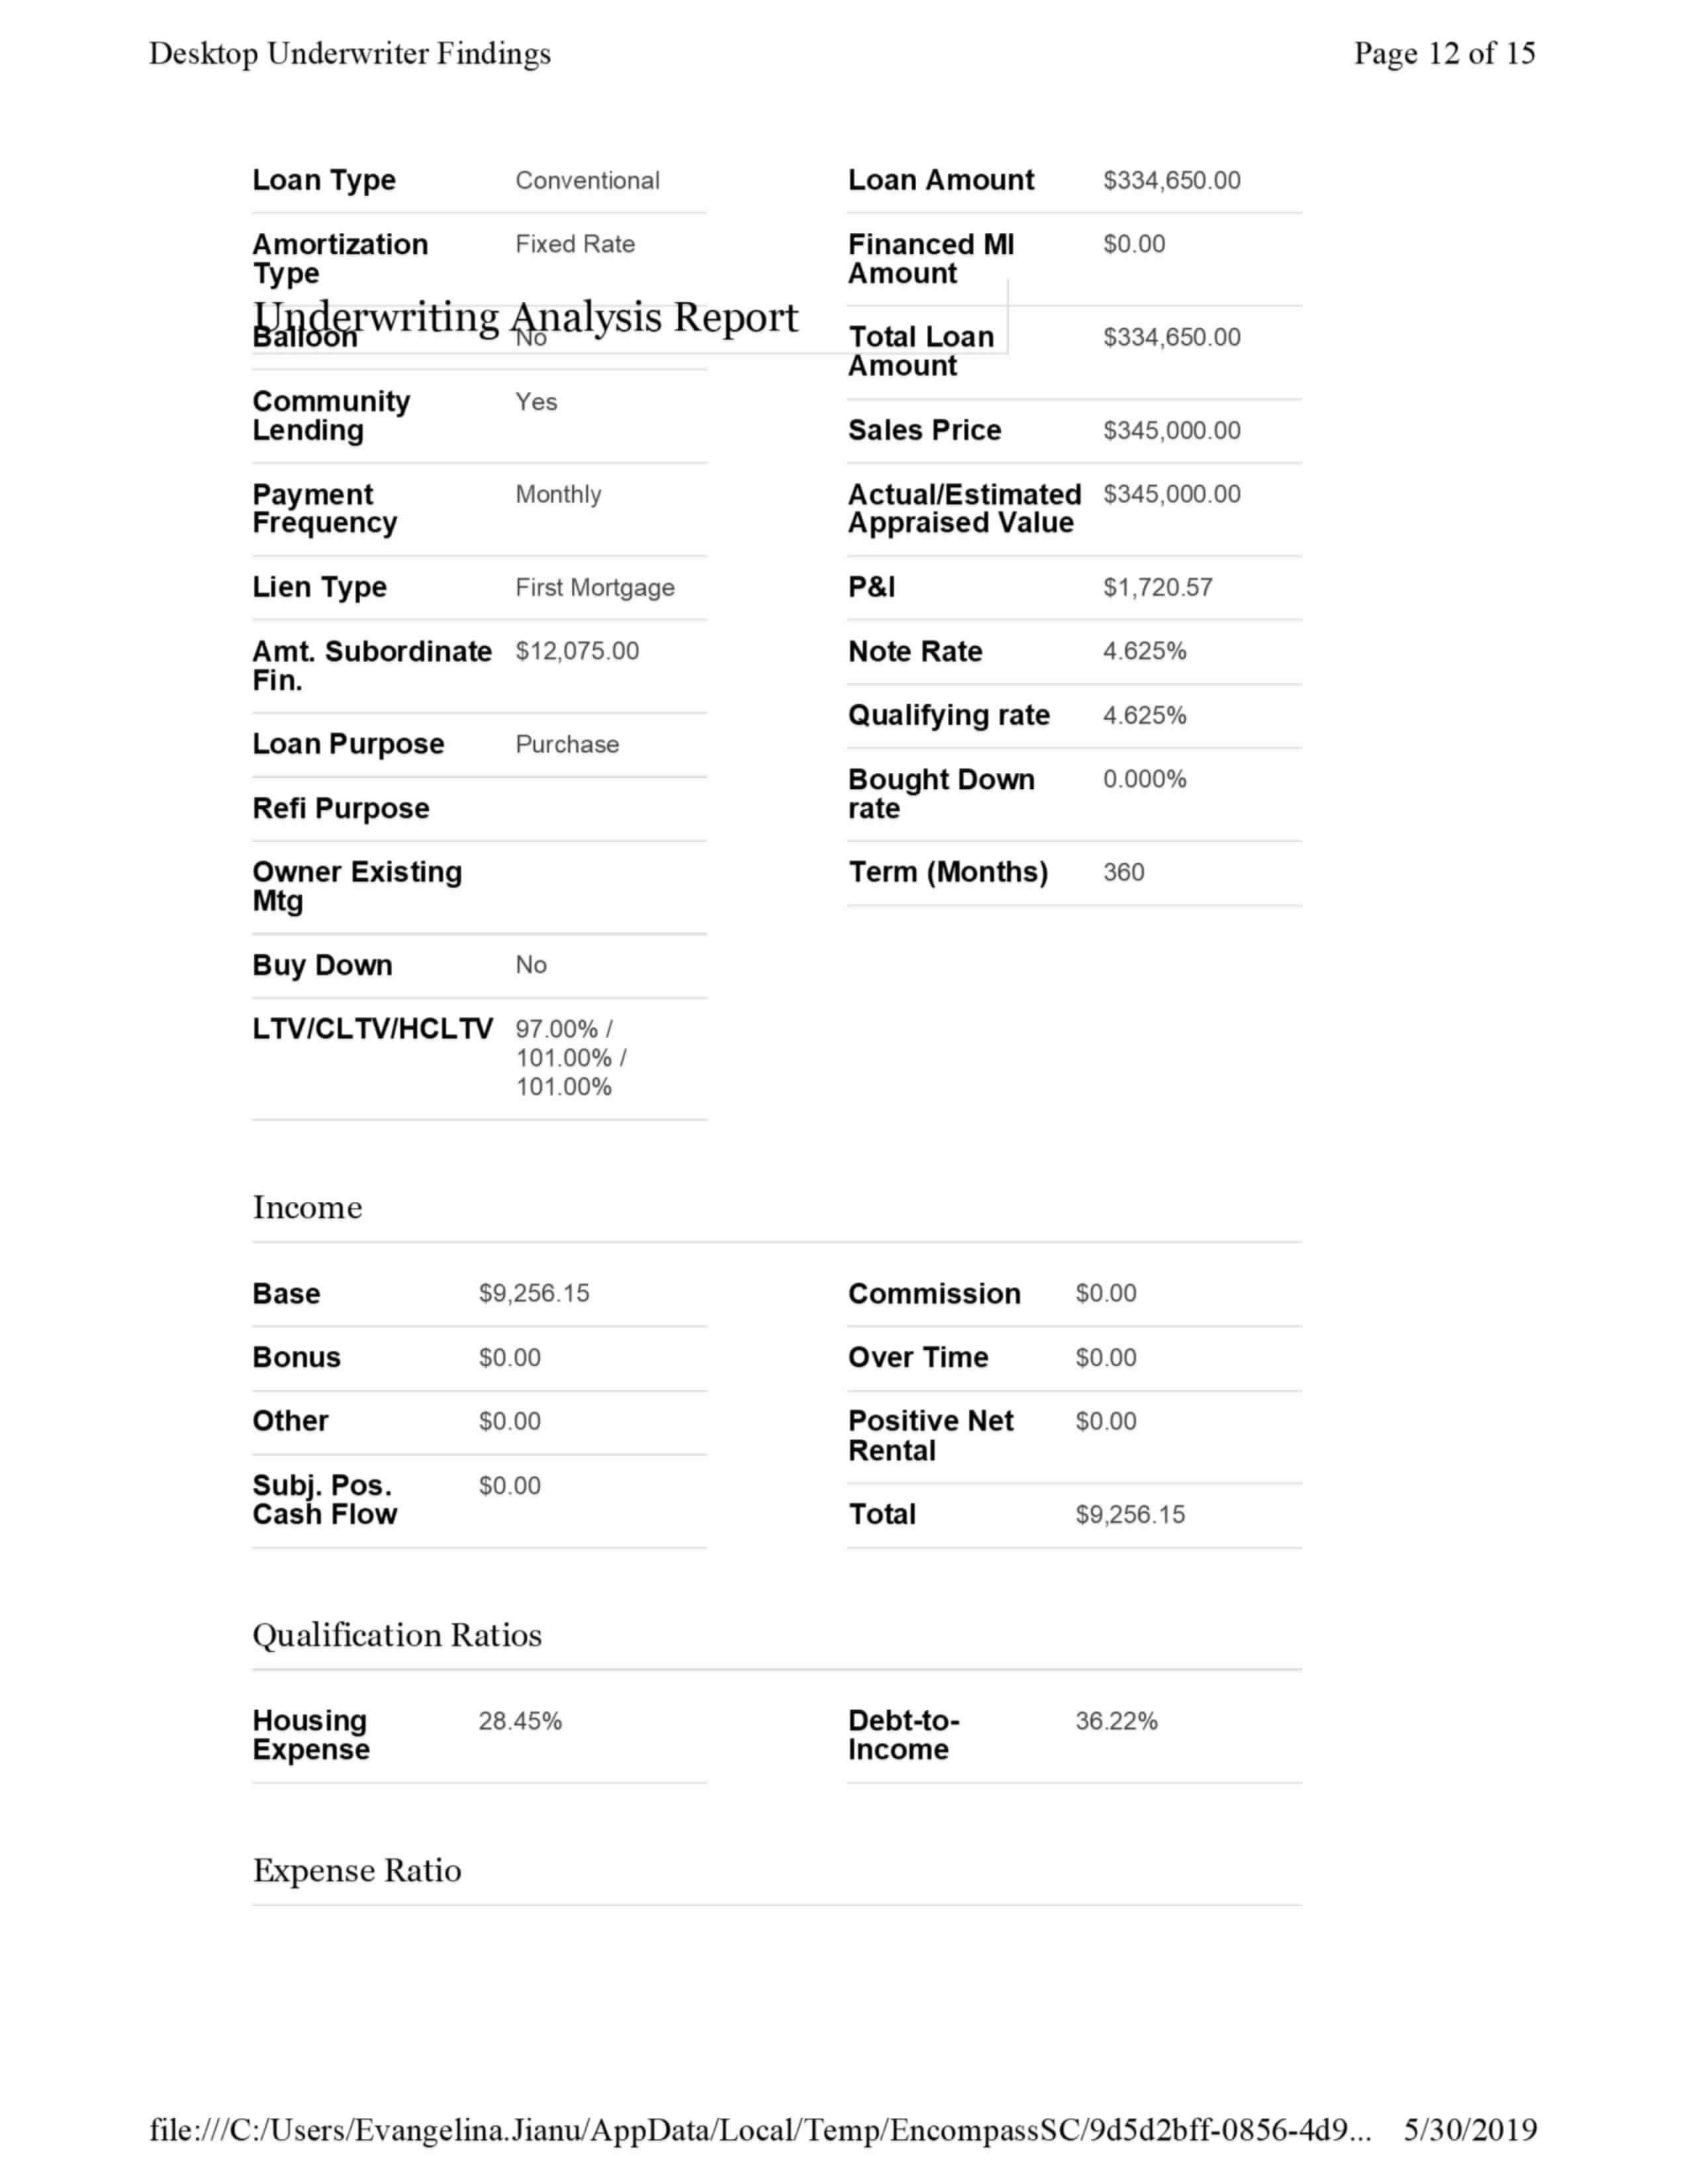 Desktop Underwriter Findings Page 12 of 15
Loan Type Conventional
Amortization Fixed Rate
Type
Underwriting Analysis Report
Balloon No
Community Yes
Lending
Payment Monthly
Frequency
Lien Type First Mortgage
Amt. Subordinate $12,075.00
Fin.
Loan Purpose Purchase
Refi Purpose
Owner Existing
Mtg
Buy Down No
LTV/CLTV/HCLTV 97.00% /
101.00% /
101.00%
Loan Amount $334,650.00
Financed MI $0.00
Amount
Total Loan $334,650.00
Amount
Sales Price $345,000.00
Actual/Estimated $345,000.00
Appraised Value
P&I $1,720.57
Note Rate 4.625%
Qualifying rate 4.625%
Bought Down 0.000%
rate
Term (Months) 360
Income
Base $9,256.15
Bonus $0.00
Other $0.00
Subj. Pos. $0.00
Cash Flow
Commission $0.00
Over Time $0.00
Positive Net $0.00
Rental
Total $9,256.15
Qualification Ratios
Housing 28.45%
Expense
Debt-to- 36.22%
Income
Expense Ratio
file:///C:/Users/Evangelina.Jianu/AppData/Local/Temp/EncompassSC/9d5d2bff-0856-4d9... 5/30/2019